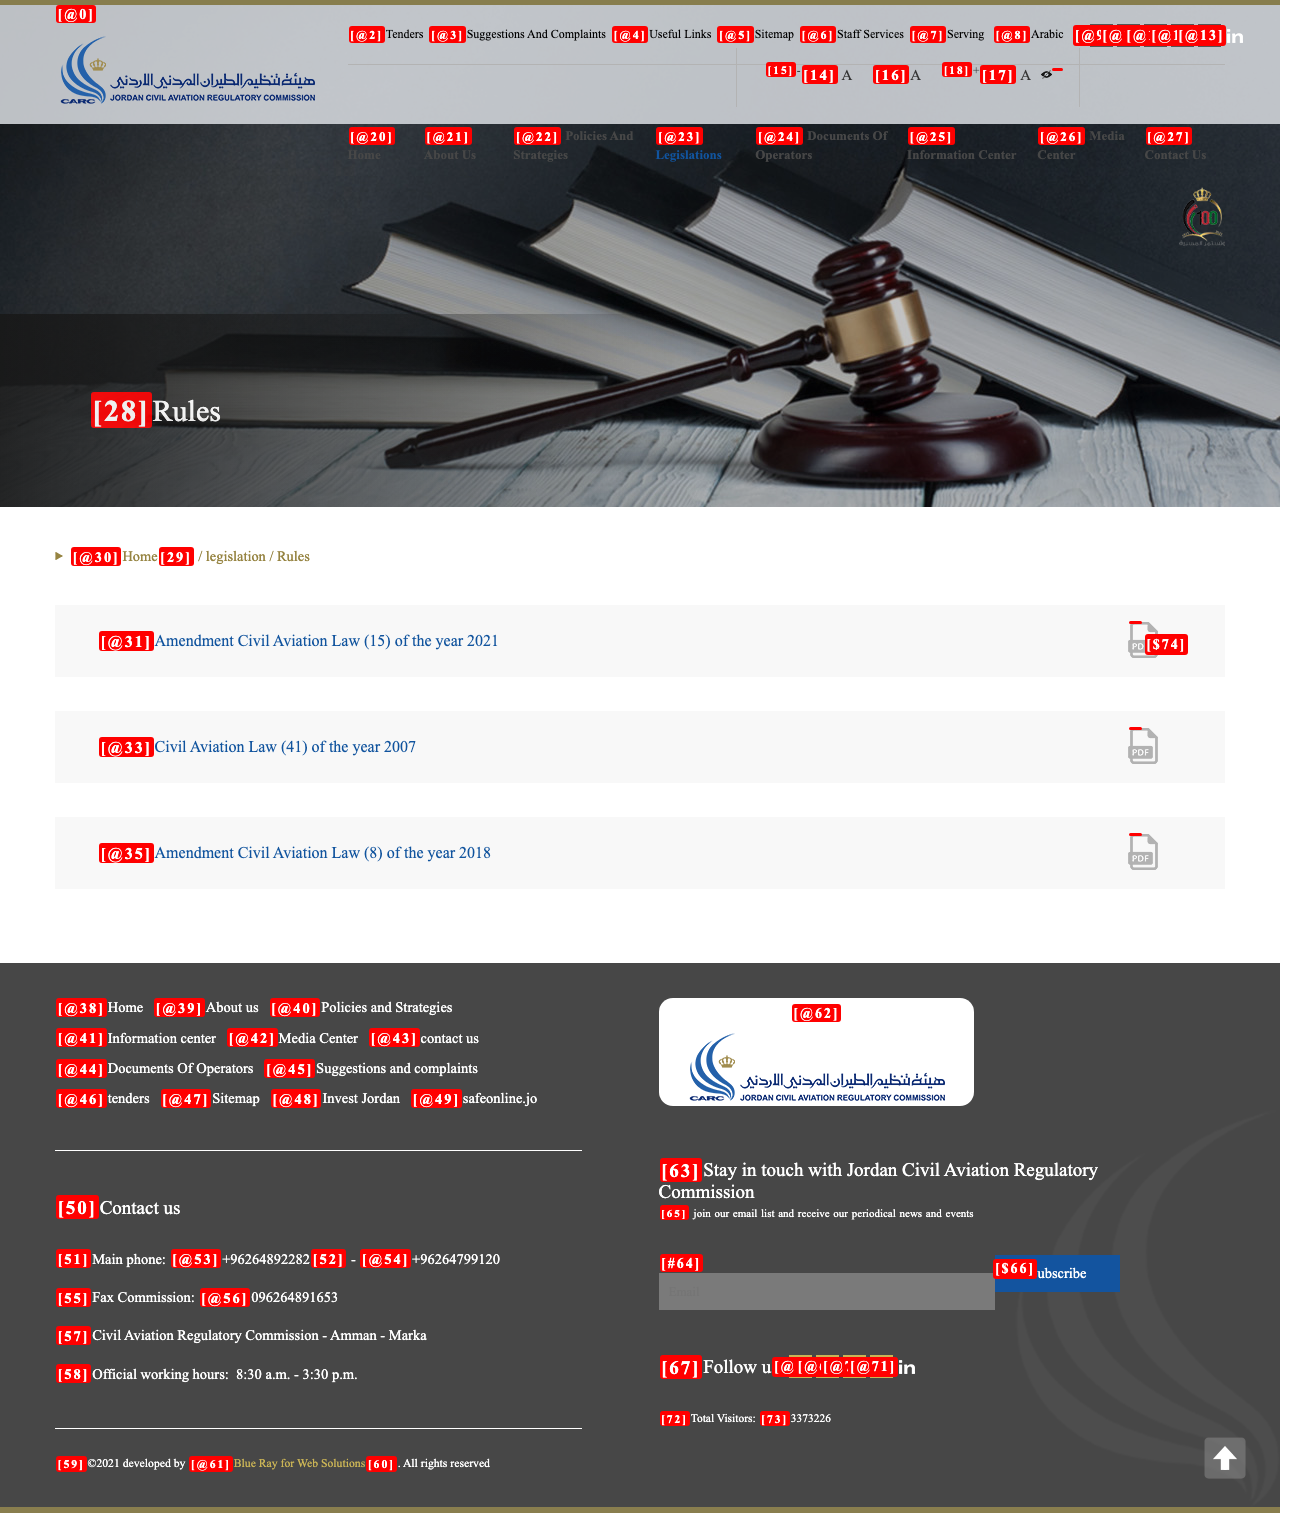 [@0]
[@2] Tenders [@3] Suggestions And Complaints [@4] Useful Links [@5] Sitemap [@6] Staff Services [@7] Serving [@8] Arabic [@13]
هيئة تنظيم الطيران المدني الاردني
CARC JORDAN CIVIL AVIATION REGULATORY COMMISSION
[15] - [14] A [16] A [18] + [17] A
[@20] Home
[@21] About Us
[@22] Policies And Strategies
[@23] Legislations
[@24] Documents Of Operators
[@25] Information Center
[@26] Media Center
[@27] Contact Us
100
[28] Rules
[@30] Home [29] / legislation / Rules
[@31] Amendment Civil Aviation Law (15) of the year 2021
[$74]
[@33] Civil Aviation Law (41) of the year 2007
PDF
[@35] Amendment Civil Aviation Law (8) of the year 2018
PDF
[@38] Home [@39] About us [@40] Policies and Strategies
[@41] Information center [@42] Media Center [@43] contact us
[@44] Documents Of Operators [@45] Suggestions and complaints
[@46] tenders [@47] Sitemap [@48] Invest Jordan [@49] safeonline.jo
[50] Contact us
[51] Main phone: [@53] +96264892282 [52] - [@54] +96264799120
[55] Fax Commission: [@56] 096264891653
[57] Civil Aviation Regulatory Commission - Amman - Marka
[58] Official working hours: 8:30 a.m. - 3:30 p.m.
[59] ©2021 developed by [@61] Blue Ray for Web Solutions [60] . All rights reserved
[@62]
هيئة تنظيم الطيران المدني الاردني
CARC JORDAN CIVIL AVIATION REGULATORY COMMISSION
[63] Stay in touch with Jordan Civil Aviation Regulatory
Commission
[65] join our email list and receive our periodical news and events
[#64]
[$66] ubscribe
[67] Follow u [@71] in
[72] Total Visitors: [73] 3373226